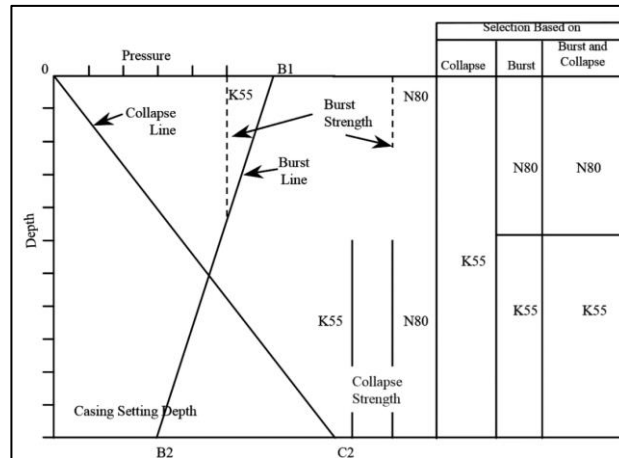 Selection Based on
Pressure
0
B1
Collapse
Burst
Burst and
Collapse
K55
N80
Collapse
Line
Burst
Strength
Burst
Line
N80
N80
Depth
K55
K55
N80
K55
K55
Collapse
Strength
Casing Setting Depth
B2
C2